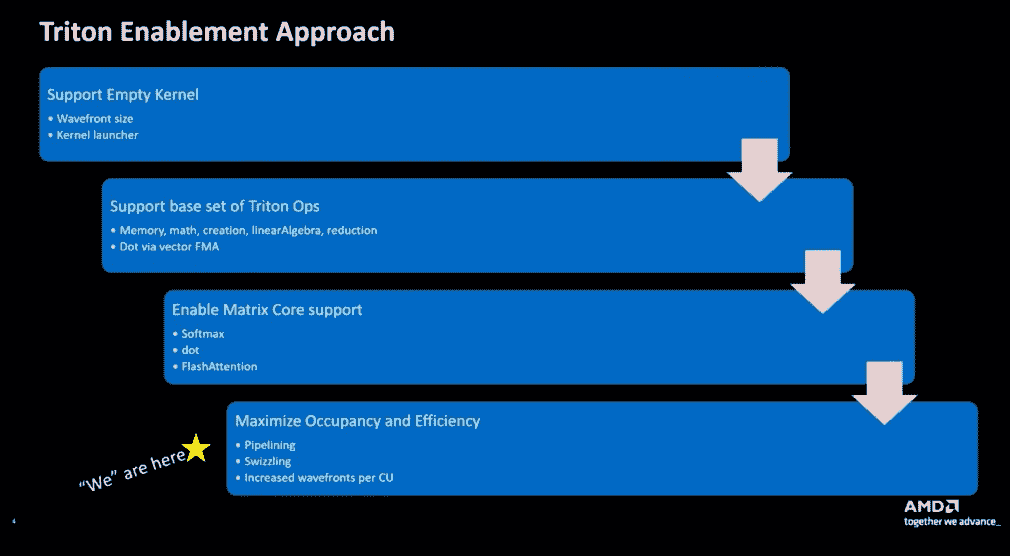 Triton Enablement Approach
Support Empty Kernel
• Wavefront size
• Kernel launcher
Support base set of Triton Ops
• Memory, math, creation, linearAlgebra, reduction
• Dot via vector FMA
Enable Matrix Core support
• Softmax
• dot
• FlashAttention
Maximize Occupancy and Efficiency
• Pipelining
• Swizzling
• Increased wavefronts per CU
"We" are here
4
AMD
together we advance_